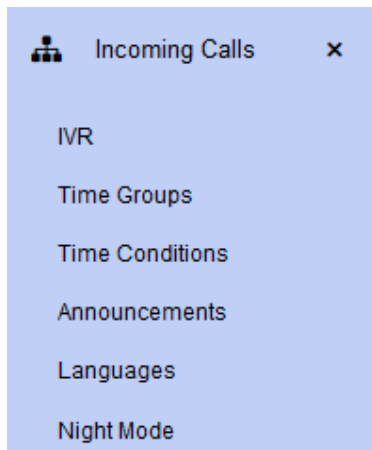 Incoming Calls
IVR
Time Groups
Time Conditions
Announcements
Languages
Night Mode